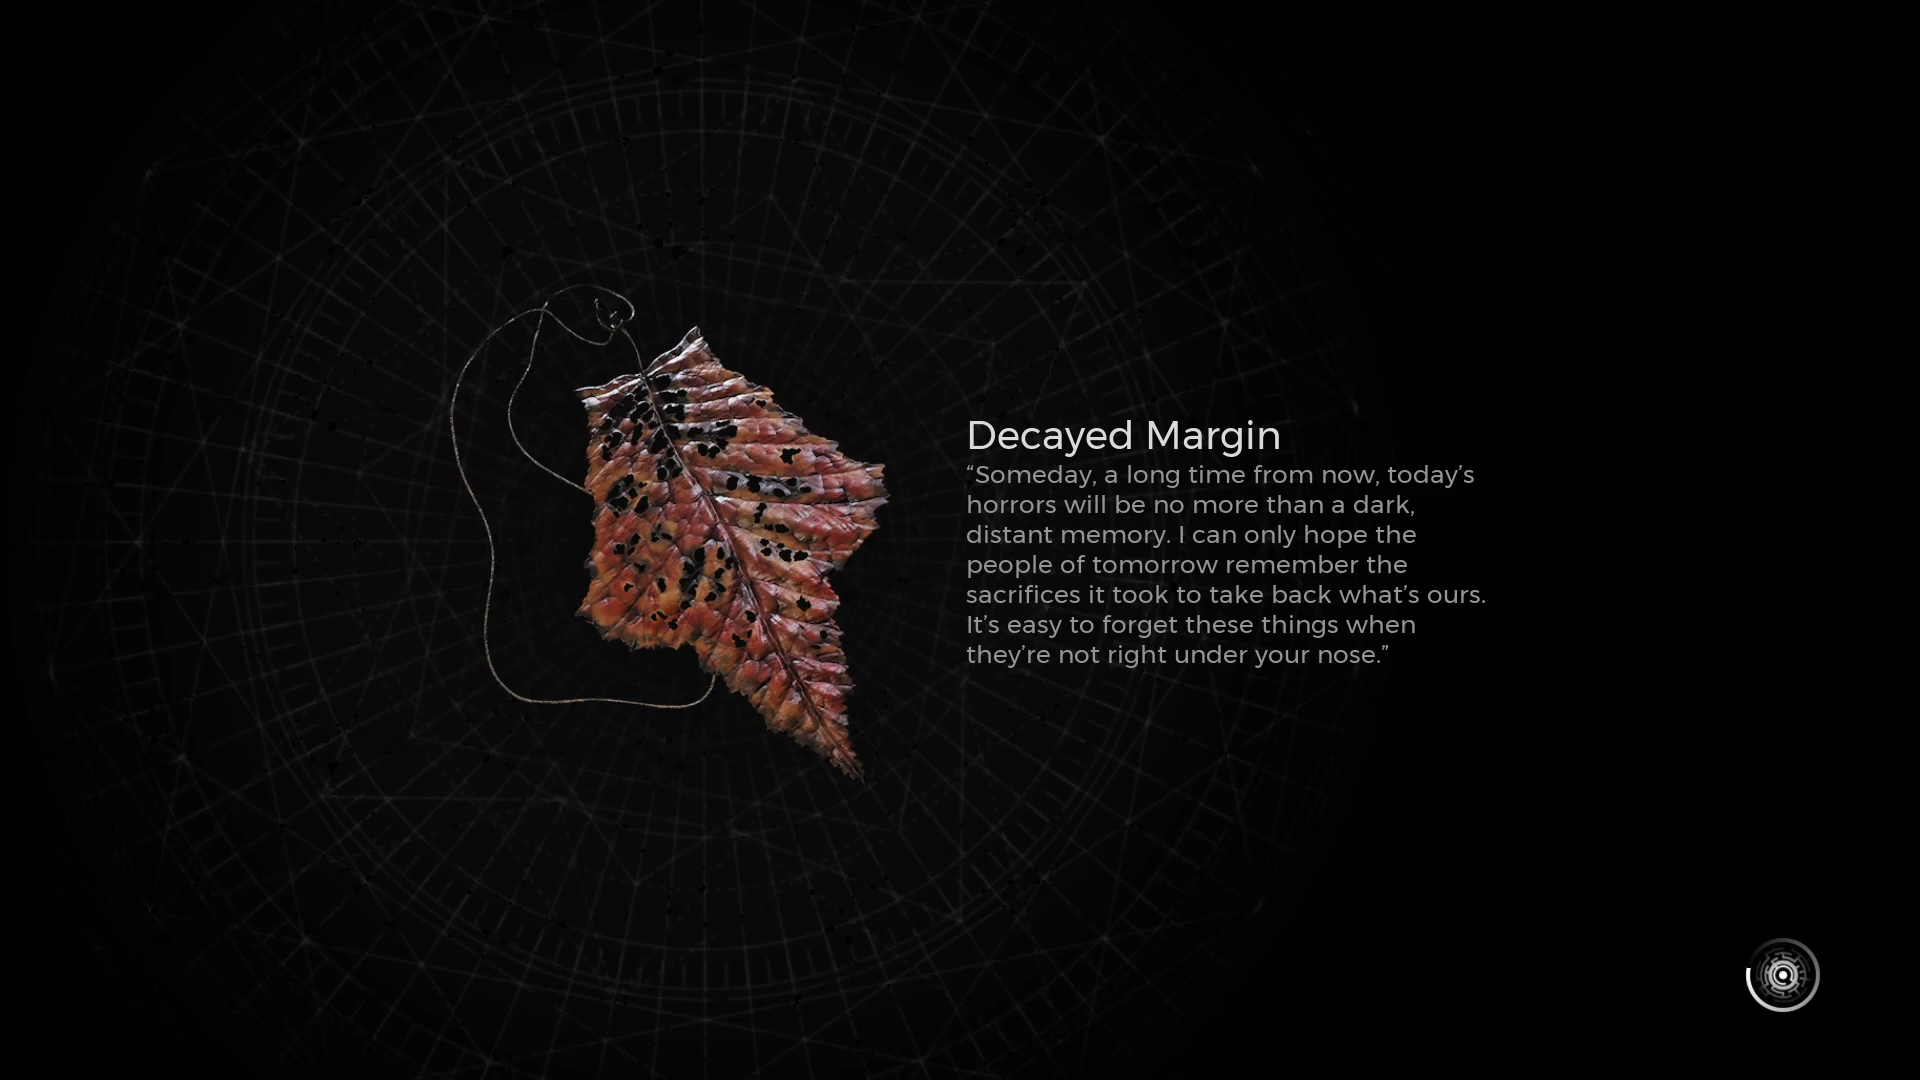 Decayed Margin
“Someday, a long time from now, today’s
horrors will be no more than a dark,
distant memory. I can only hope the
people of tomorrow remember the
sacrifices it took to take back what’s ours.
It’s easy to forget these things when
they’re not right under your nose.”